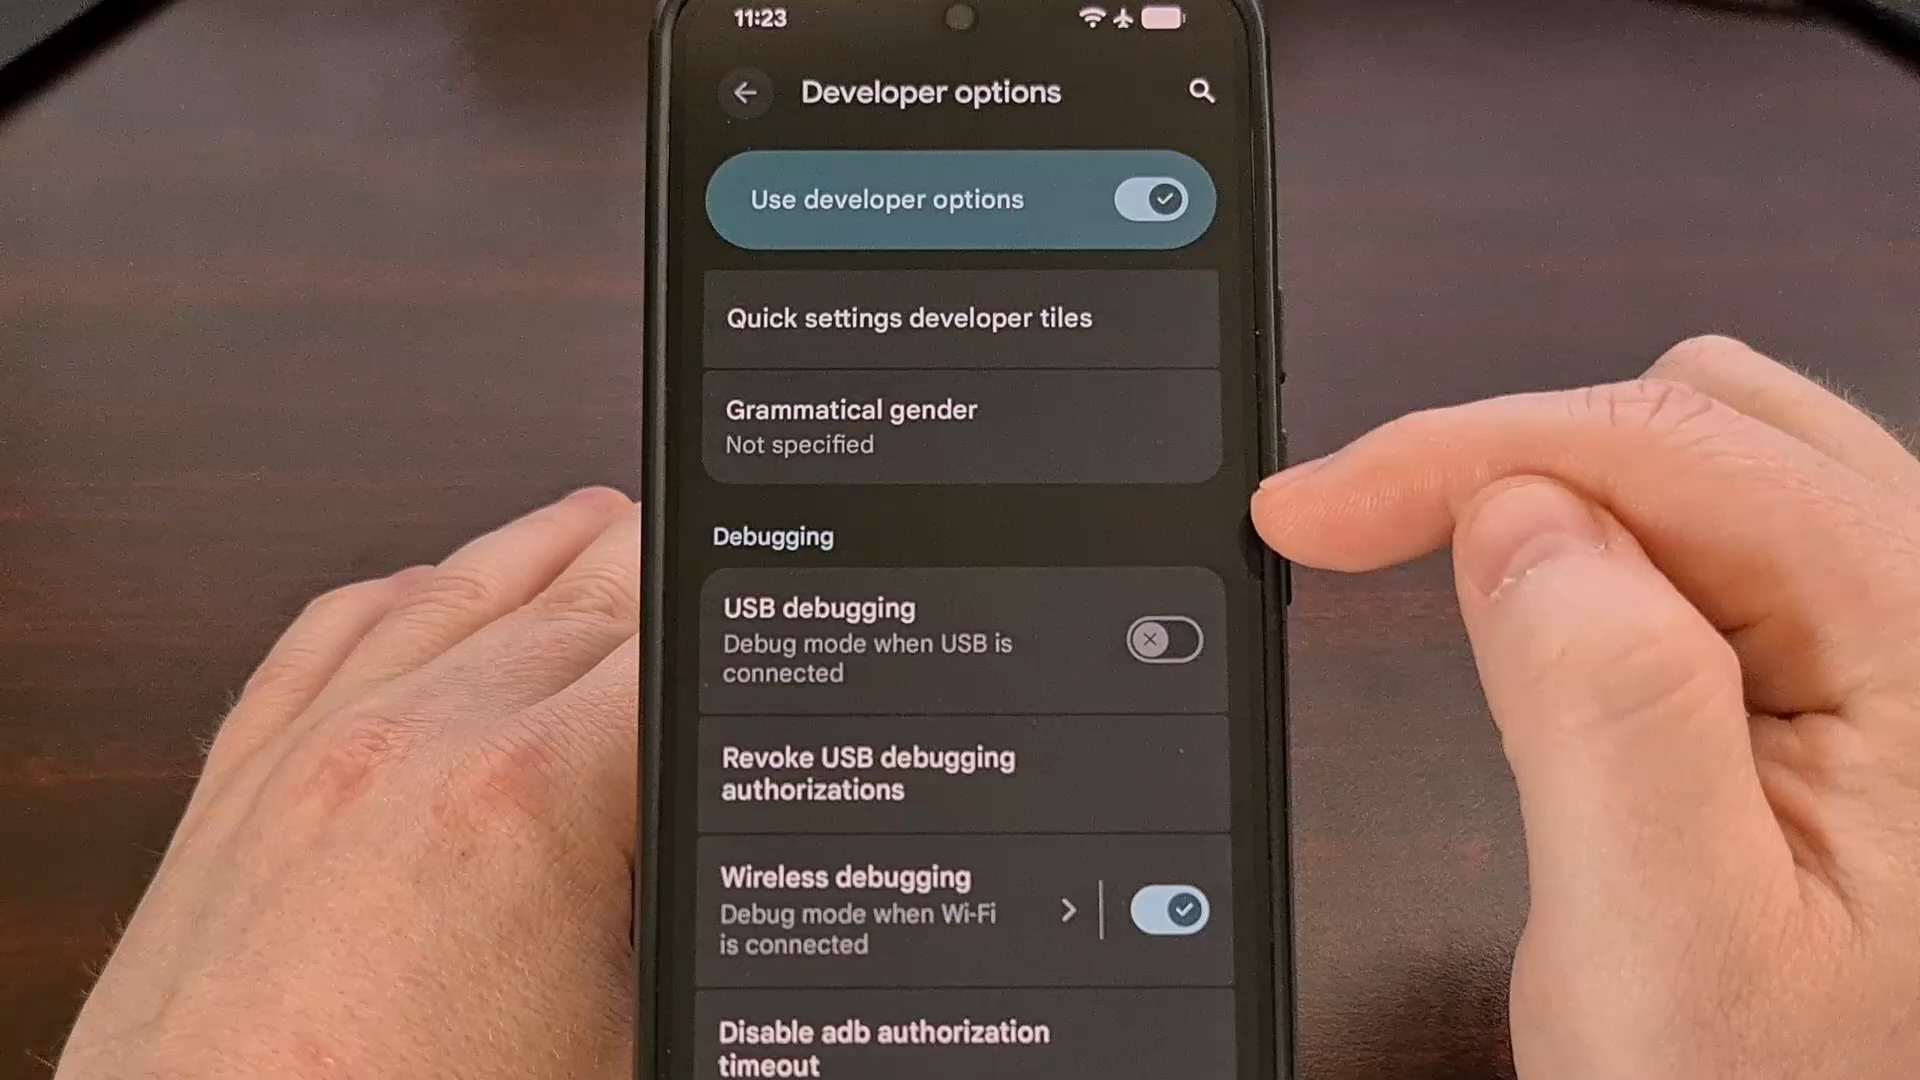 11:23
Developer options
Use developer options
Quick settings developer tiles
Grammatical gender
Not specified
Debugging
USB debugging
Debug mode when USB is
connected
Revoke USB debugging
authorizations
Wireless debugging
Debug mode when Wi-Fi
is connected
Disable adb authorization
timeout